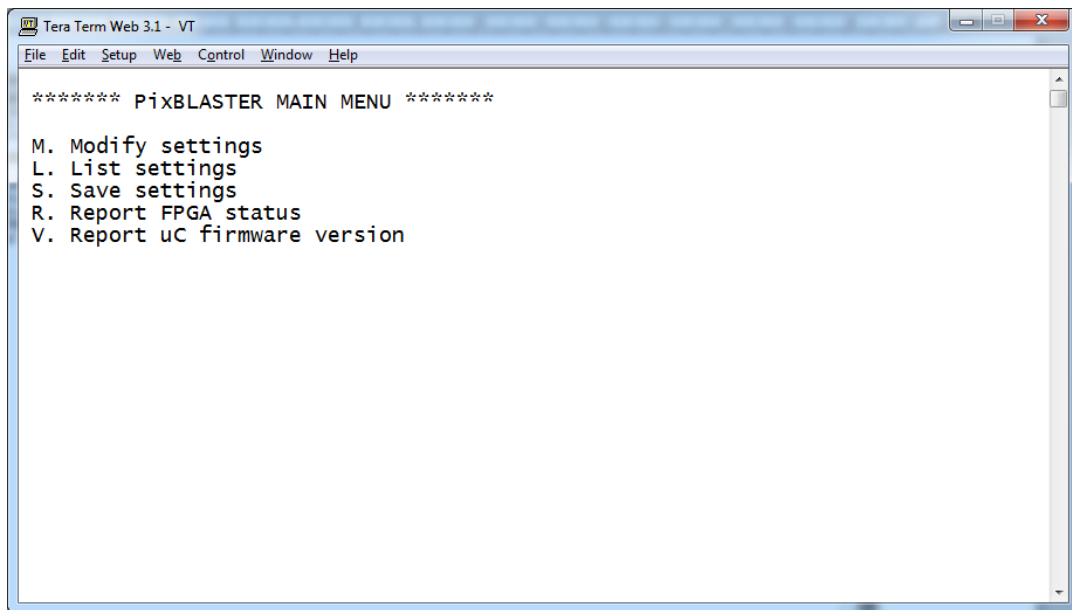 Tera Term Web 3.1 - VT
File Edit Setup Web Control Window Help
******* PixBLASTER MAIN MENU *******
M. Modify settings
L. List settings
S. Save settings
R. Report FPGA status
V. Report uC firmware version